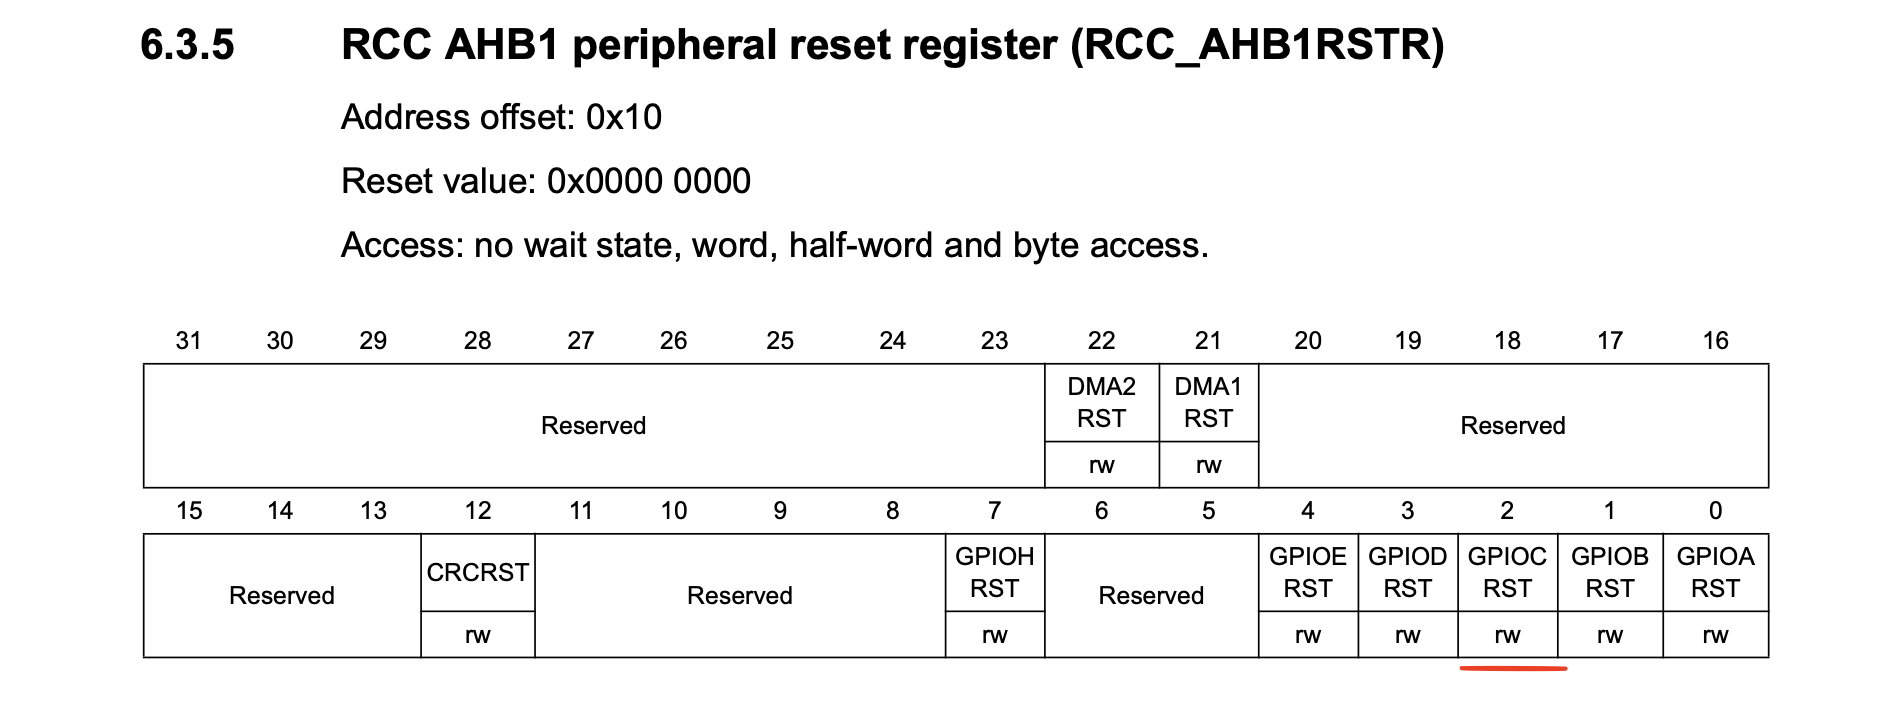 6.3.5 RCC AHB1 peripheral reset register (RCC_AHB1RSTR)
Address offset: 0x10
Reset value: 0x0000 0000
Access: no wait state, word, half-word and byte access.
31 30 29 28 27 26 25 24 23 22 21 20 19 18 17 16
Reserved DMA2 RST DMA1 RST Reserved
rw rw
15 14 13 12 11 10 9 8 7 6 5 4 3 2 1 0
Reserved CRCRST Reserved GPIOH RST Reserved GPIOE RST GPIOD RST GPIOC RST GPIOB RST GPIOA RST
rw rw rw rw rw rw rw